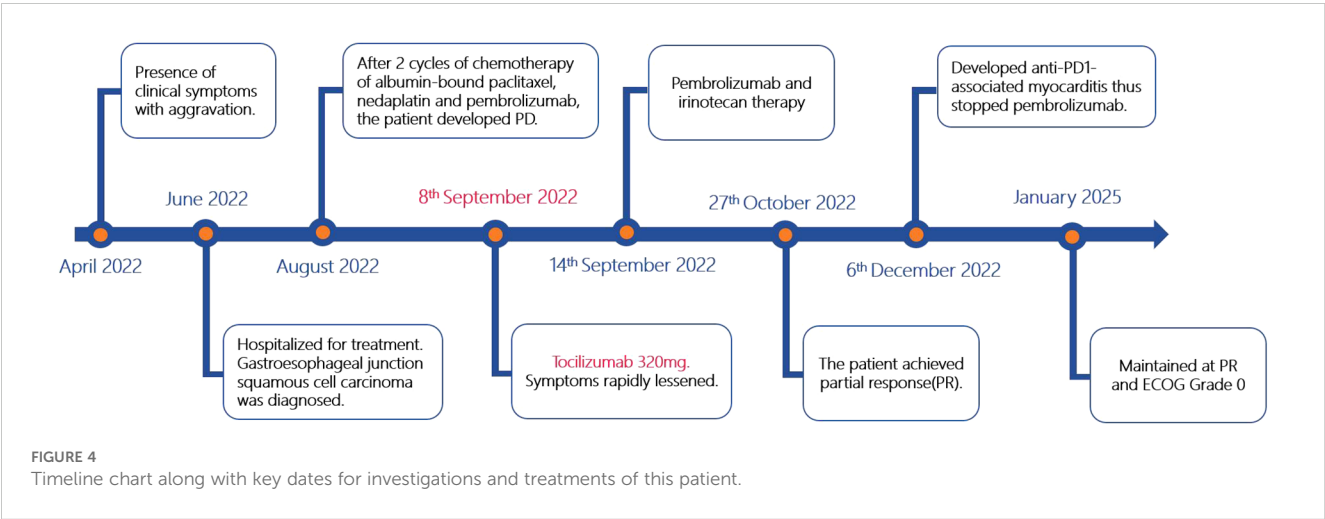 Presence of
clinical symptoms
with aggravation.
After 2 cycles of chemotherapy
of albumin-bound paclitaxel,
nedaplatin and pembrolizumab,
the patient developed PD.
Pembrolizumab and
irinotecan therapy
Developed anti-PD1-
associated myocarditis thus
stopped pembrolizumab.
June 2022
8th September 2022
27th October 2022
January 2025
April 2022
August 2022
14th September 2022
6th December 2022
Hospitalized for treatment.
Gastroesophageal junction
squamous cell carcinoma
was diagnosed.
Tocilizumab 320mg.
Symptoms rapidly lessened.
The patient achieved
partial response(PR).
Maintained at PR
and ECOG Grade 0
FIGURE 4
Timeline chart along with key dates for investigations and treatments of this patient.